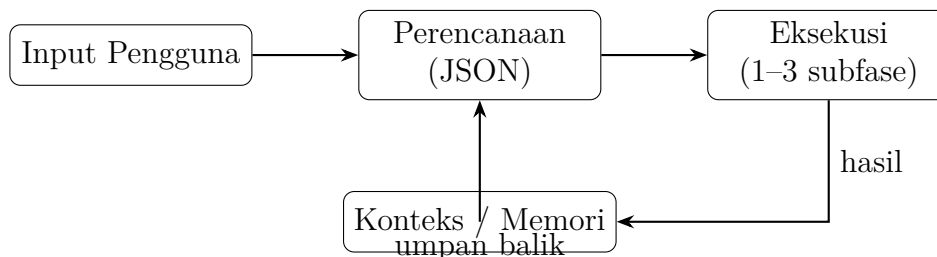 Input Pengguna
Perencanaan
(JSON)
Eksekusi
(1–3 subfase)
hasil
Konteks / Memori
umpan balik